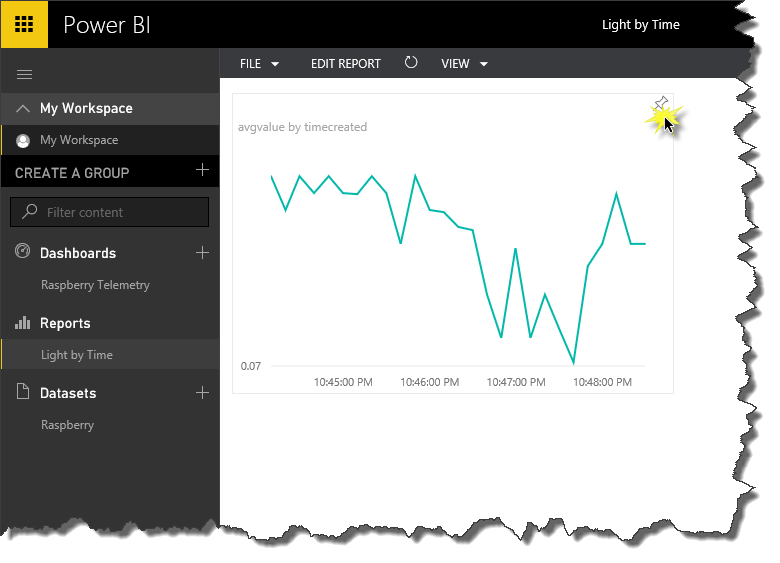 Power BI
Light by Time
FILE EDIT REPORT VIEW
My Workspace
My Workspace
CREATE A GROUP
Filter content
Dashboards
Raspberry Telemetry
Reports
Light by Time
Datasets
Raspberry
avgvalue by timecreated
0.07
10:45:00 PM 10:46:00 PM 10:47:00 PM 10:48:00 PM